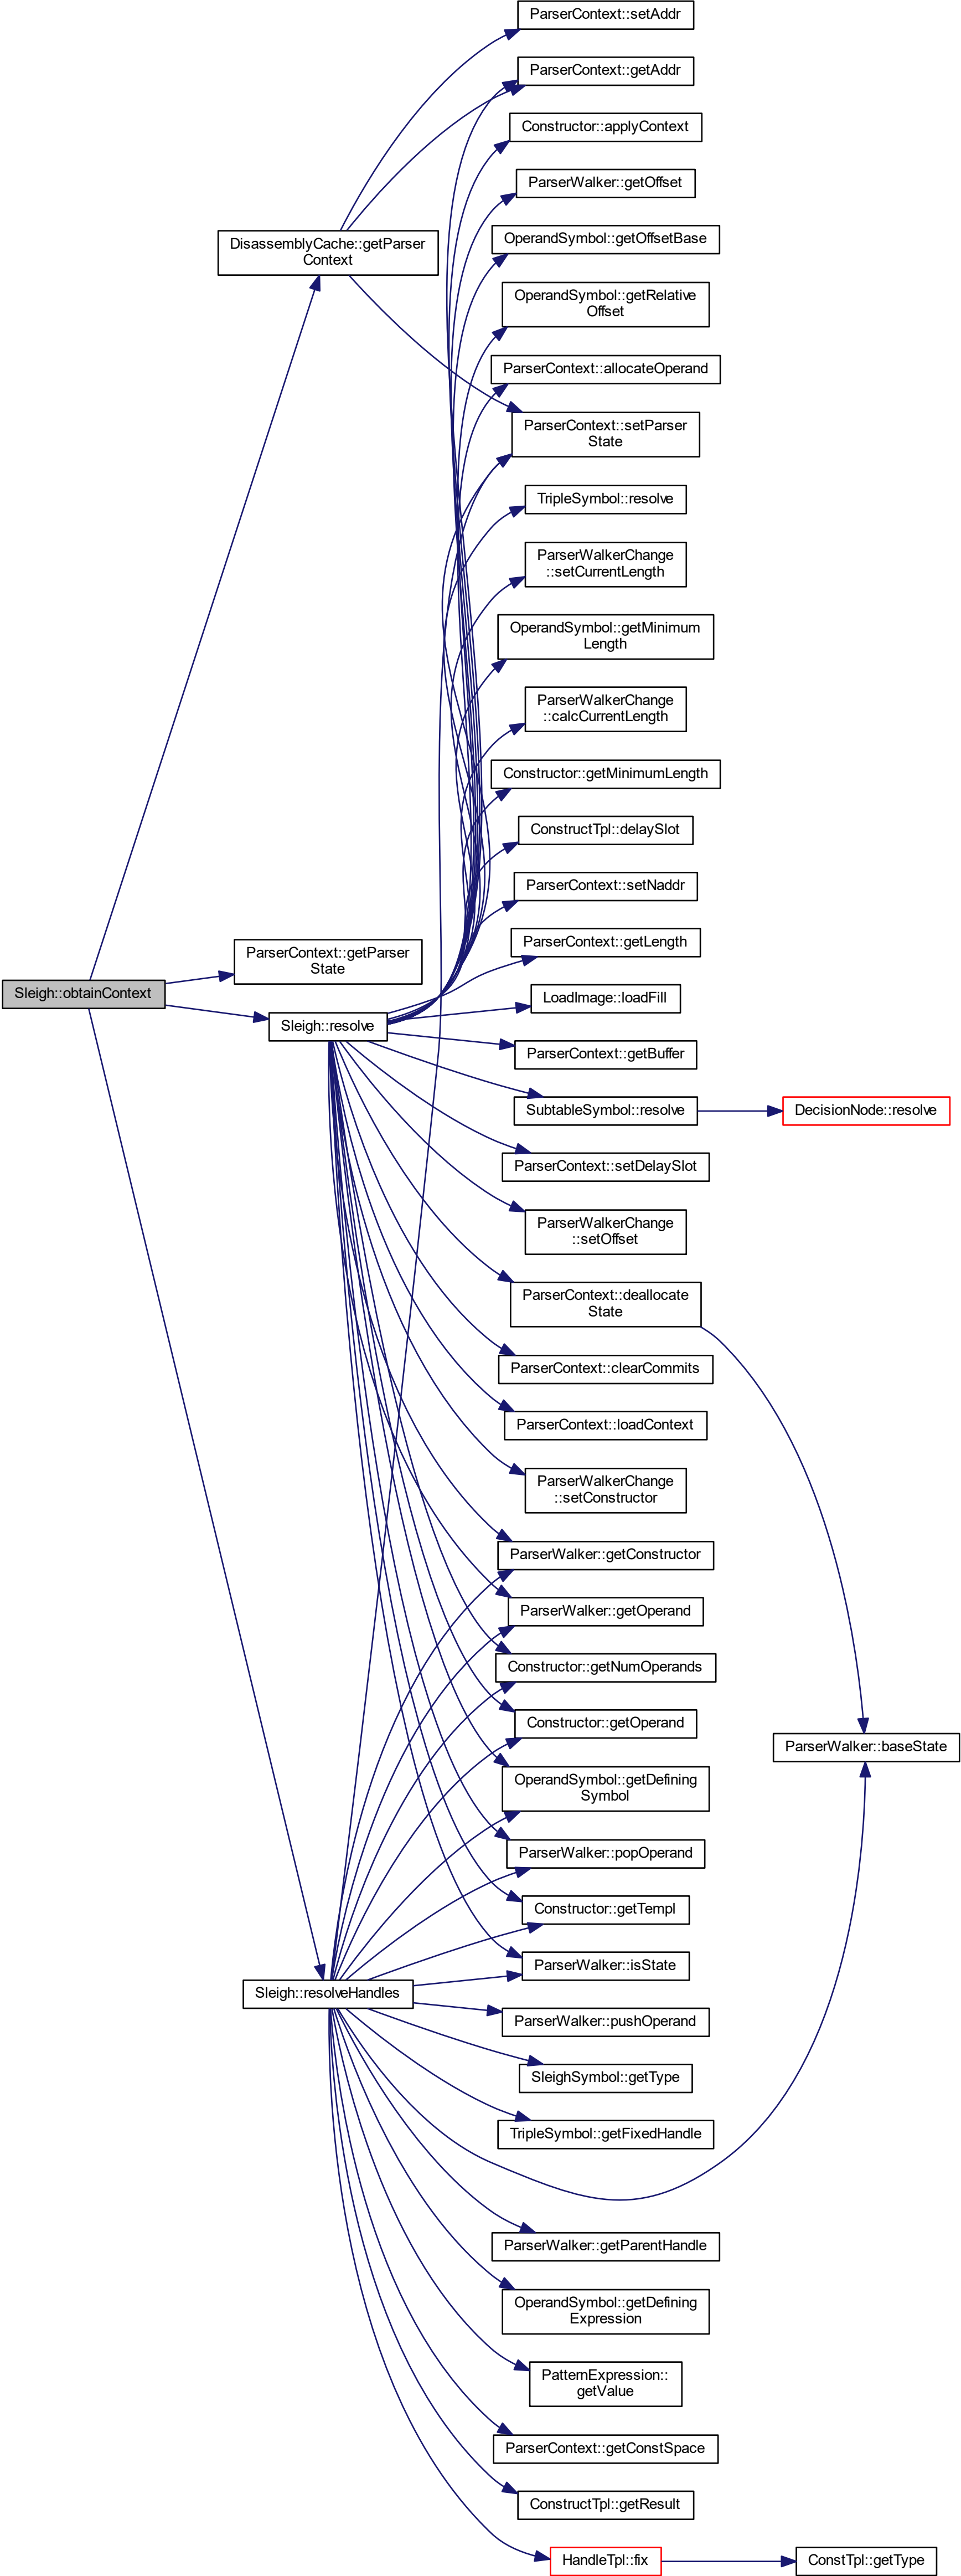 ParserContext::setAddr
ParserContext::getAddr
Constructor::applyContext
ParserWalker::getOffset
DisassemblyCache::getParser
Context
OperandSymbol::getOffsetBase
OperandSymbol::getRelative
Offset
ParserContext::allocateOperand
ParserContext::setParser
State
TripleSymbol::resolve
ParserWalkerChange
::setCurrentLength
OperandSymbol::getMinimum
Length
ParserWalkerChange
::calcCurrentLength
Constructor::getMinimumLength
ConstructTpl::delaySlot
ParserContext::setNaddr
ParserContext::getLength
ParserContext::getParser
State
Sleigh::obtainContext
LoadImage::loadFill
Sleigh::resolve
ParserContext::getBuffer
SubtableSymbol::resolve
DecisionNode::resolve
ParserContext::setDelaySlot
ParserWalkerChange
::setOffset
ParserContext::deallocate
State
ParserContext::clearCommits
ParserContext::loadContext
ParserWalkerChange
::setConstructor
ParserWalker::getConstructor
ParserWalker::getOperand
Constructor::getNumOperands
Constructor::getOperand
ParserWalker::baseState
OperandSymbol::getDefining
Symbol
ParserWalker::popOperand
Constructor::getTempl
ParserWalker::isState
Sleigh::resolveHandles
ParserWalker::pushOperand
SleighSymbol::getType
TripleSymbol::getFixedHandle
ParserWalker::getParentHandle
OperandSymbol::getDefining
Expression
PatternExpression::
getValue
ParserContext::getConstSpace
ConstructTpl::getResult
HandleTpl::fix
ConstTpl::getType